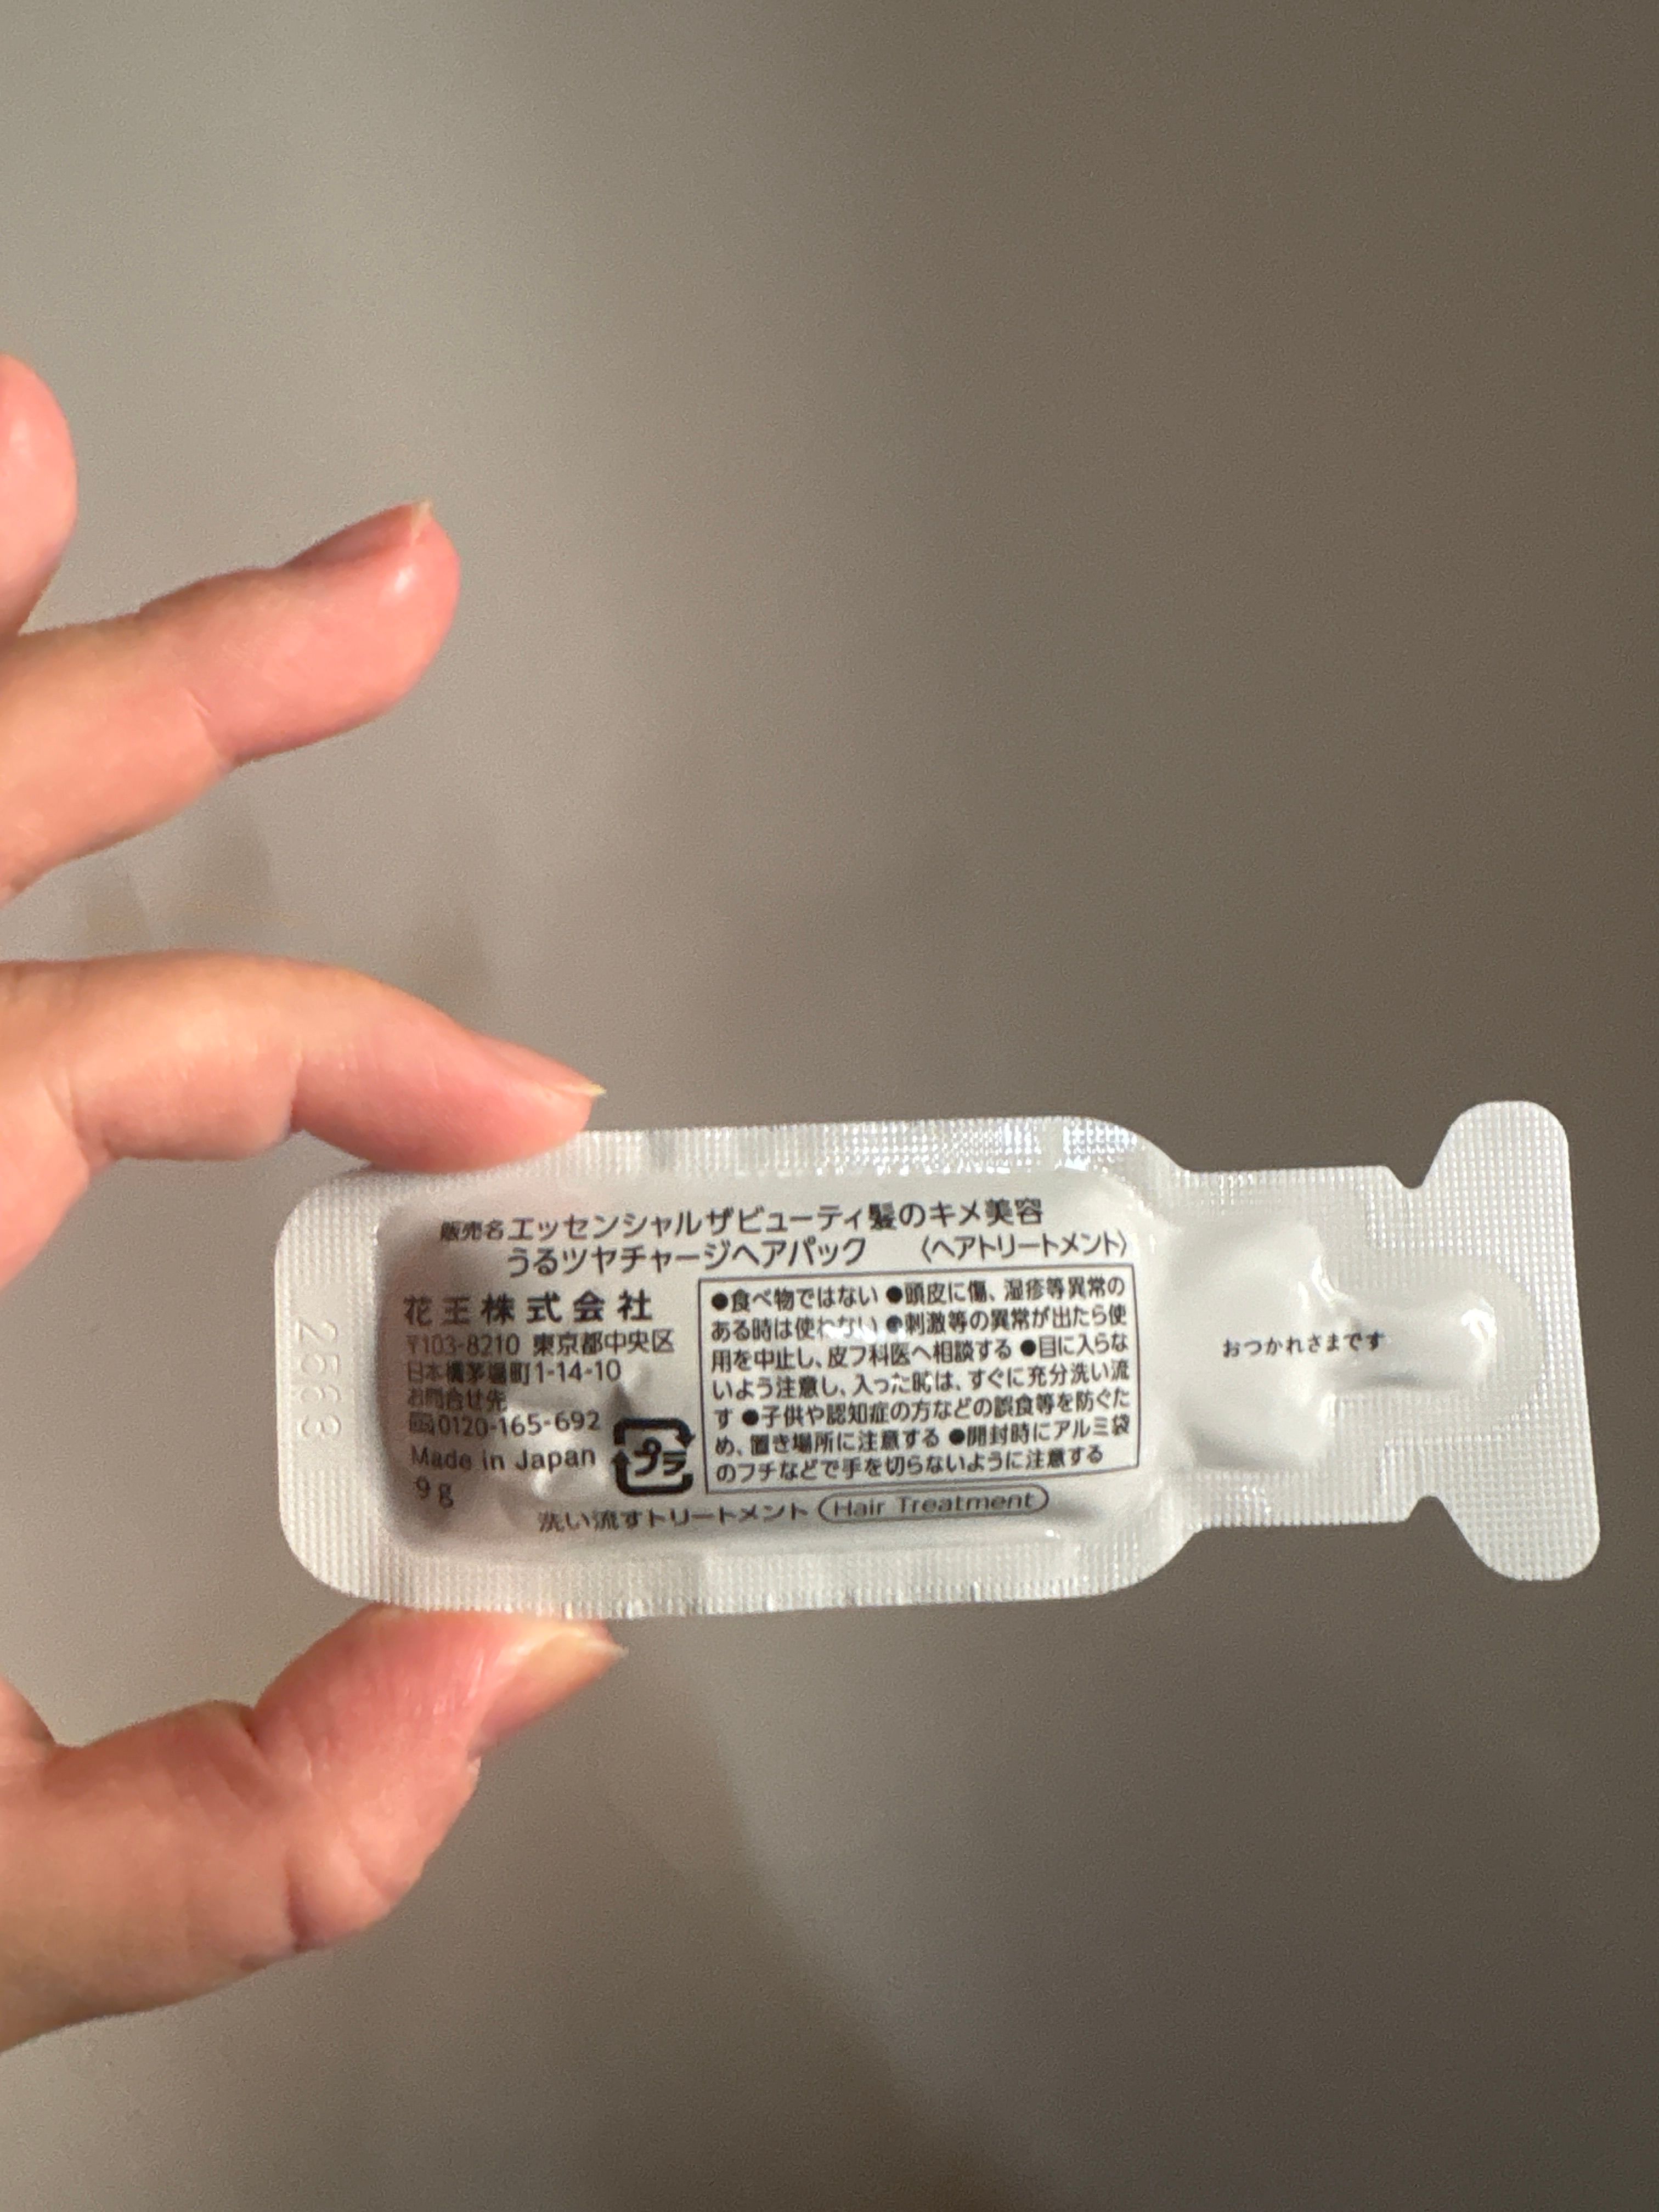 販売名エッセンシャルザビューティ髪のキメ美容
うるツヤチャージヘアパック 〈ヘアトリートメント〉
花王株式会社
〒103-8210 東京都中央区
日本橋茅場町1-14-10
お問合せ先
0120-165-692
Made in Japan
9g
プラ
●食べ物ではない ●頭皮に傷、湿疹等異常の
ある時は使わない ●刺激等の異常が出たら使
用を中止し、皮フ科医へ相談する ●目に入らな
いよう注意し、入った時は、すぐに充分洗い流
す ●子供や認知症の方などの誤食等を防ぐた
め、置き場所に注意する ●開封時にアルミ袋
のフチなどで手を切らないように注意する
洗い流すトリートメント Hair Treatment
おつかれさまです